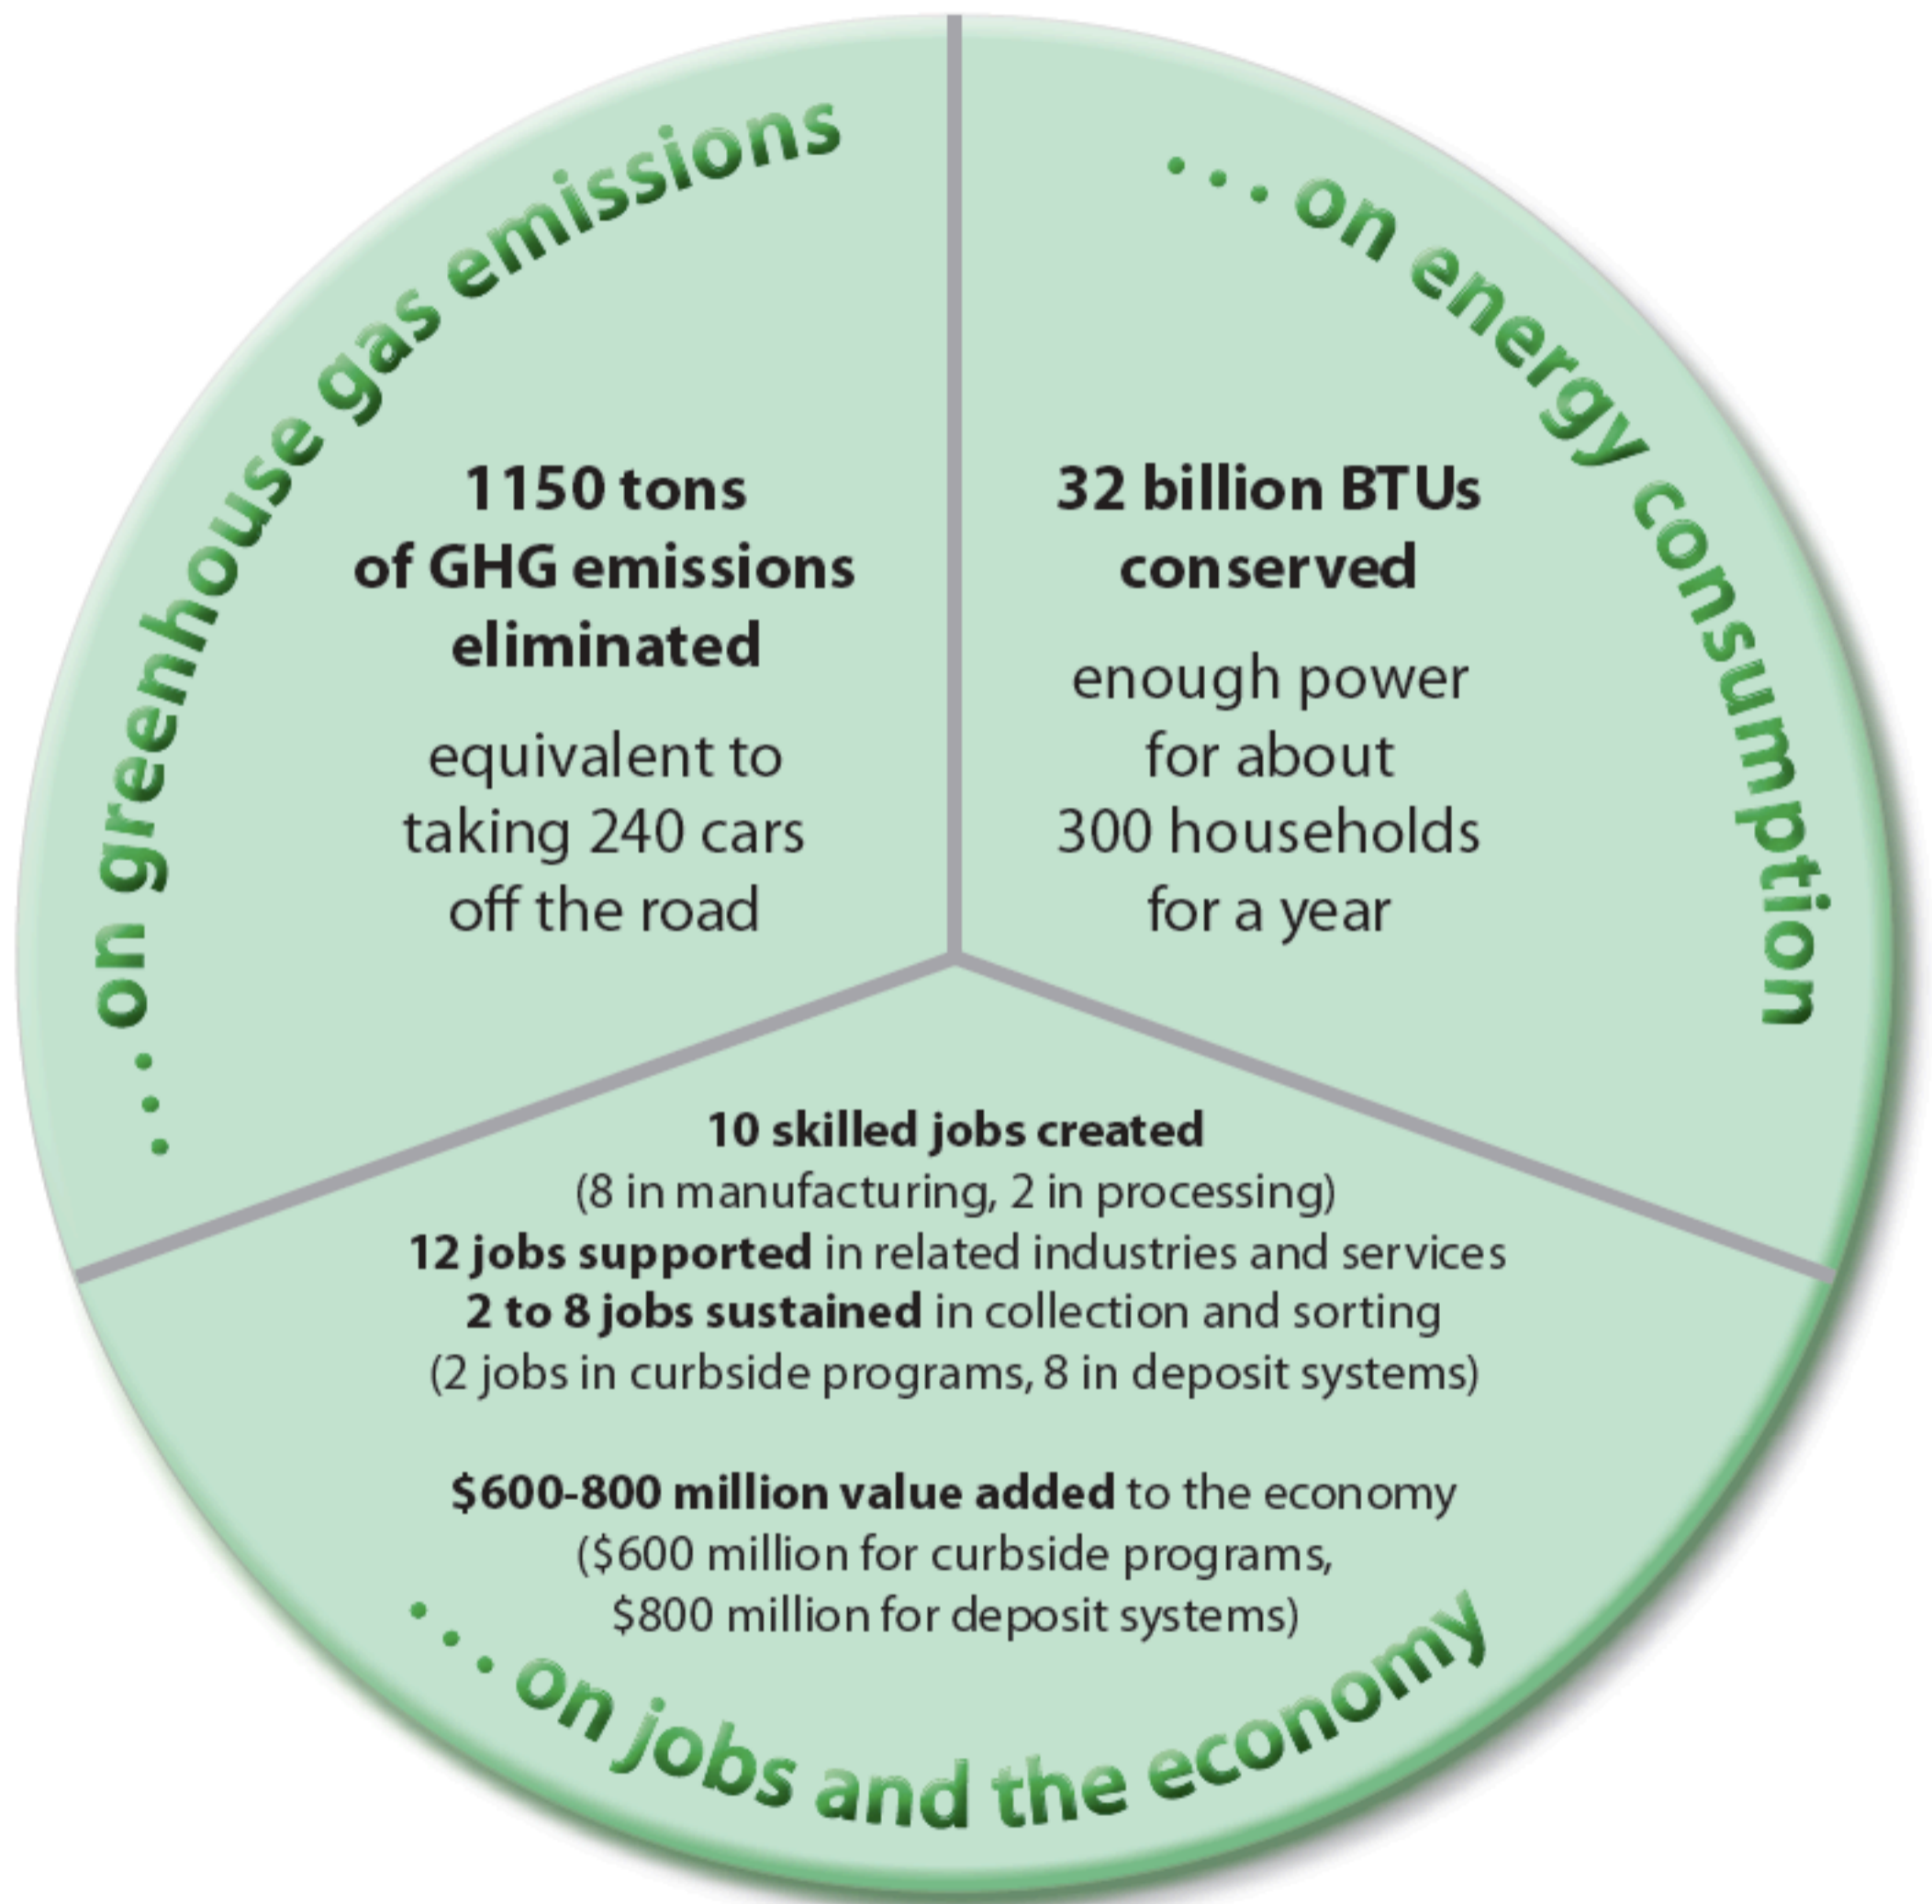 ... on greenhouse gas emissions
1150 tons
of GHG emissions
eliminated
equivalent to
taking 240 cars
off the road
... on energy consumption
32 billion BTUs
conserved
enough power
for about
300 households
for a year
10 skilled jobs created
(8 in manufacturing, 2 in processing)
12 jobs supported in related industries and services
2 to 8 jobs sustained in collection and sorting
(2 jobs in curbside programs, 8 in deposit systems)
$600-800 million value added to the economy
($600 million for curbside programs,
$800 million for deposit systems)
... on jobs and the economy